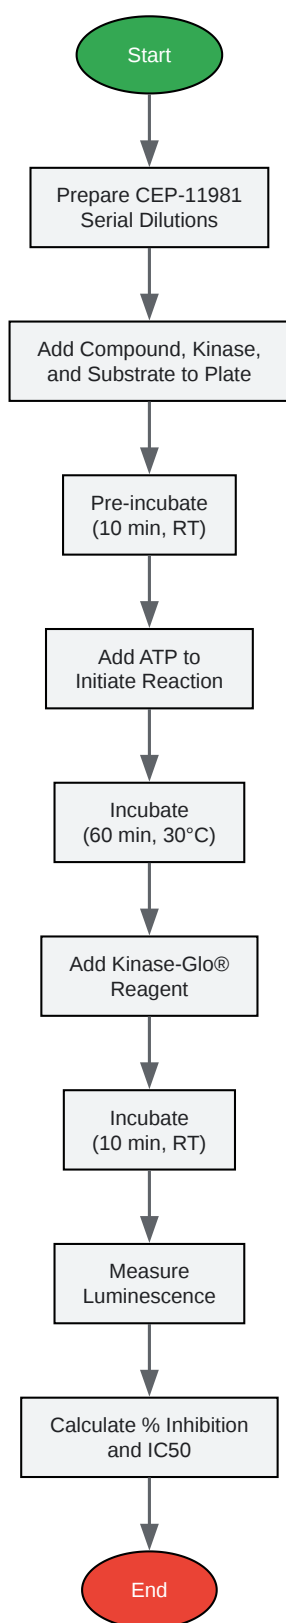 Start
Prepare CEP-11981
Serial Dilutions
Add Compound, Kinase,
and Substrate to Plate
Pre-incubate
(10 min, RT)
Add ATP to
Initiate Reaction
Incubate
(60 min, 30°C)
Add Kinase-Glo®
Reagent
Incubate
(10 min, RT)
Measure
Luminescence
Calculate % Inhibition
and IC50
End